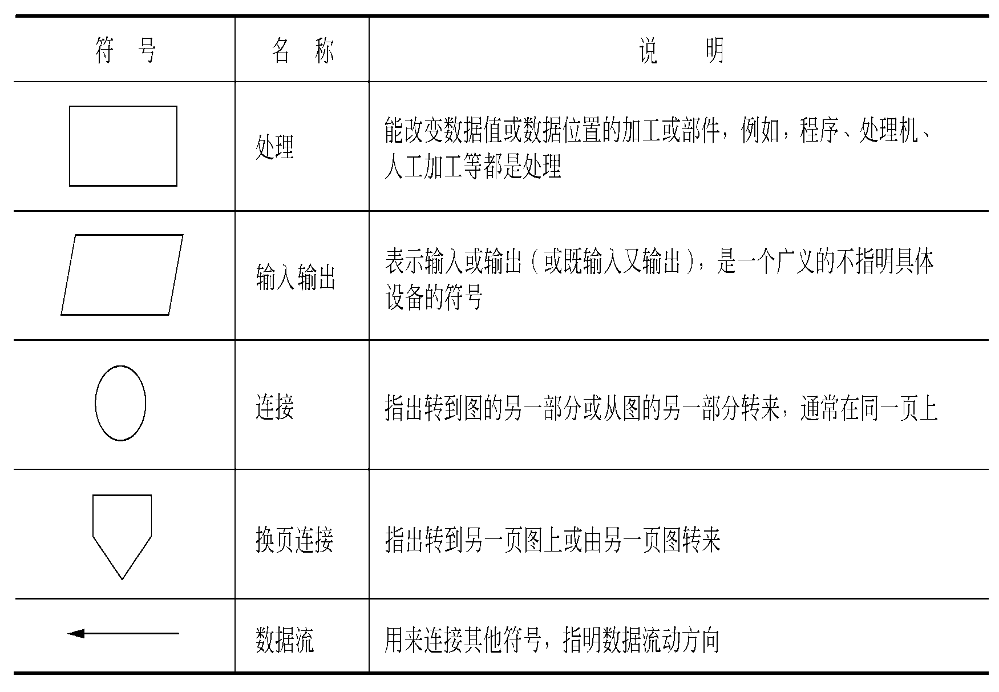 符 号 名 称 说 明
处理
能改变数据值或数据位置的加工或部件，例如，程序、处理机、
人工加工等都是处理
输入输出
表示输入或输出（或既输入又输出），是一个广义的不指明具体
设备的符号
连接
指出转到图的另一部分或从图的另一部分转来，通常在同一页上
换页连接
指出转到另一页图上或由另一页图转来
数据流
用来连接其他符号，指明数据流动方向